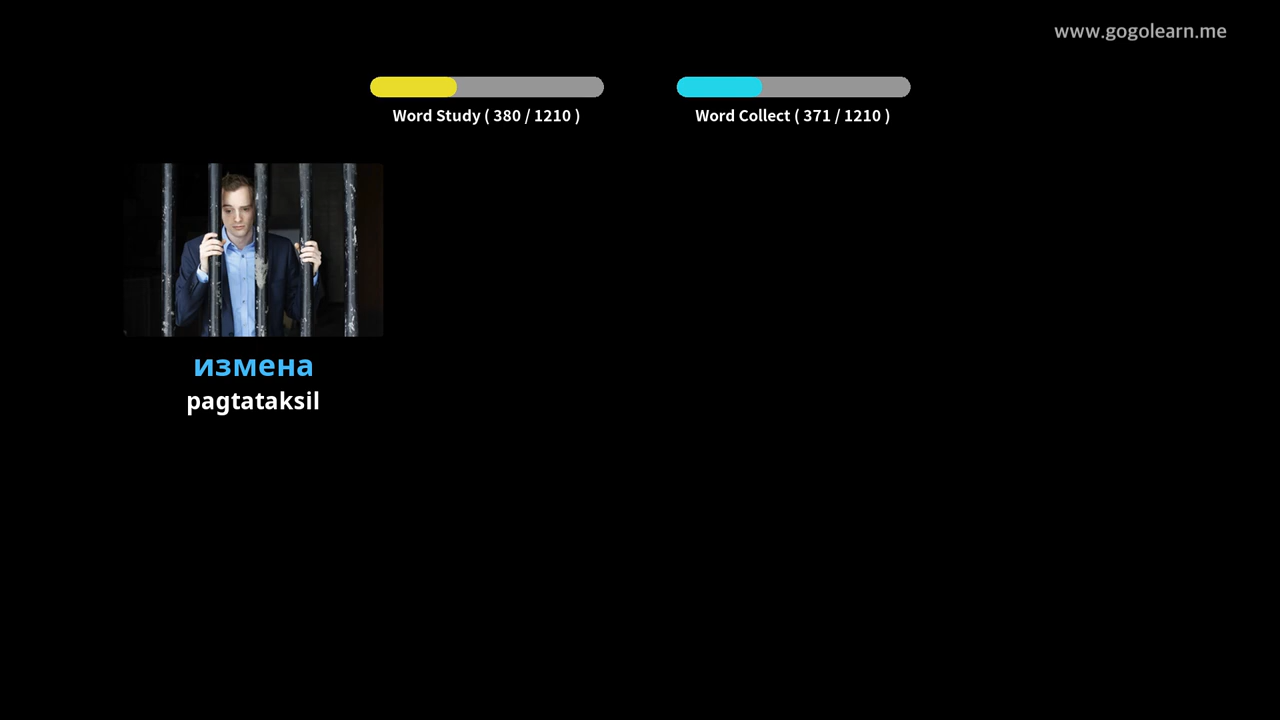 www.gogolearn.me
Word Study ( 380 / 1210 )
Word Collect ( 371 / 1210 )
измена
pagtataksil